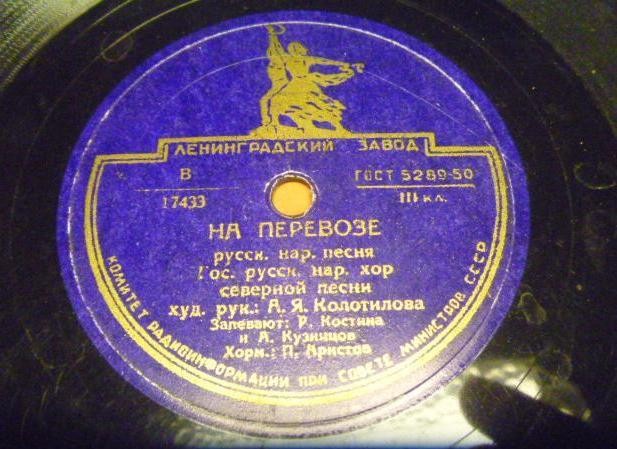 ЛЕНИНГРАДСКИЙ ЗАВОД
В
17433
ГОСТ 5289-50
III кл.
НА ПЕРЕВОЗЕ
русск. нар. песня
Гос. русск. нар. хор
северной песни
худ. рук.: А. Я. Колотилова
Запевают: Р. Костина
и А. Кузнецов
Хорм.: П. Аристов
КОМИТЕТ РАДИОИНФОРМАЦИИ ПРИ СОВЕТЕ МИНИСТРОВ СССР